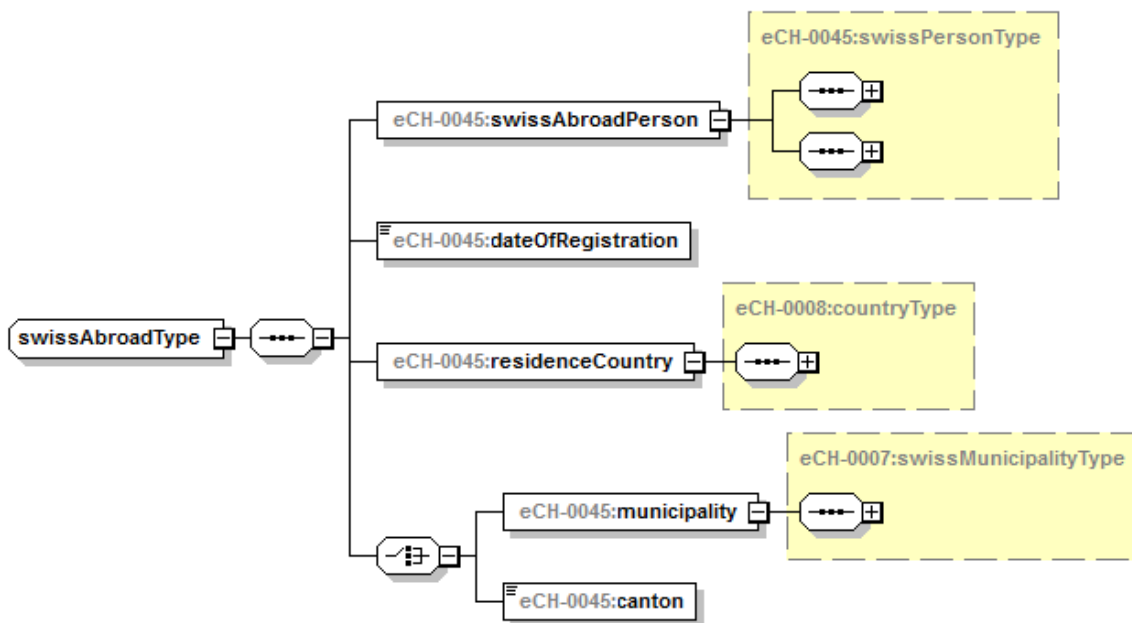 eCH-0045:swissPersonType
eCH-0045:swissAbroadPerson
eCH-0045:dateOfRegistration
eCH-0008:countryType
swissAbroadType
eCH-0045:residenceCountry
eCH-0007:swissMunicipalityType
eCH-0045:municipality
eCH-0045:canton